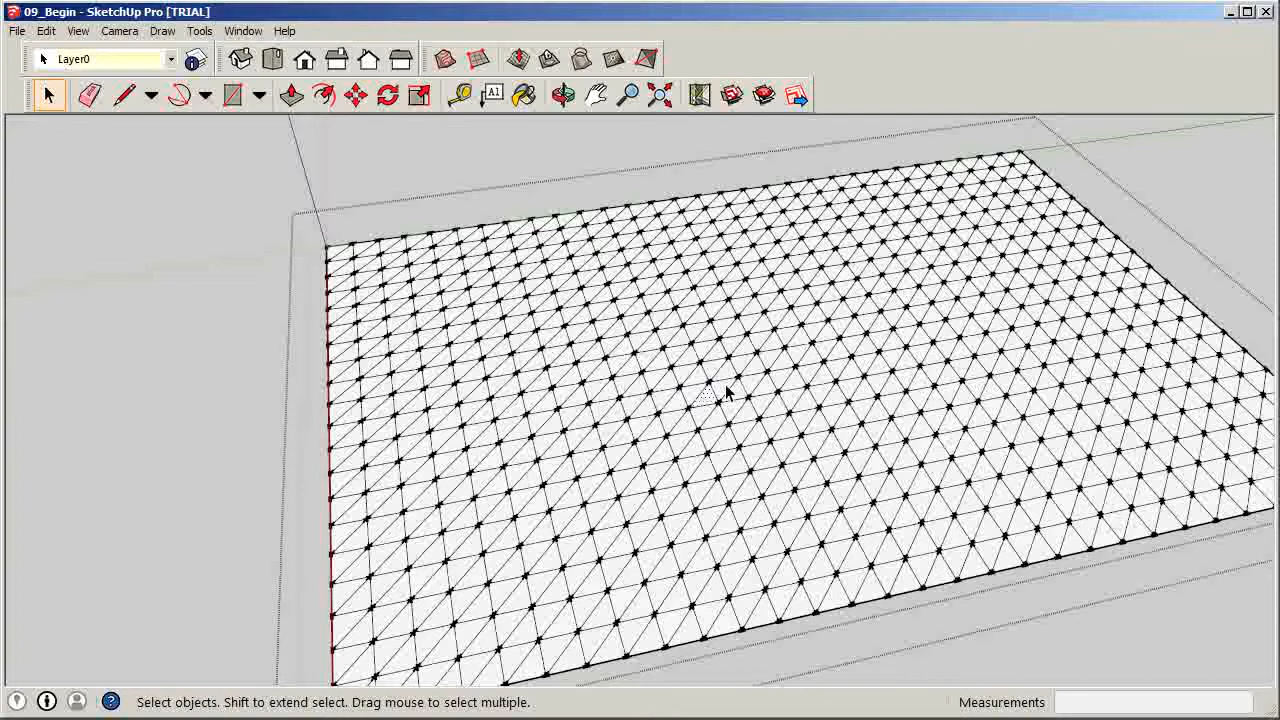 09_Begin - SketchUp Pro [TRIAL]
File Edit View Camera Draw Tools Window Help
Layer0
A1
Select objects. Shift to extend select. Drag mouse to select multiple.
Measurements